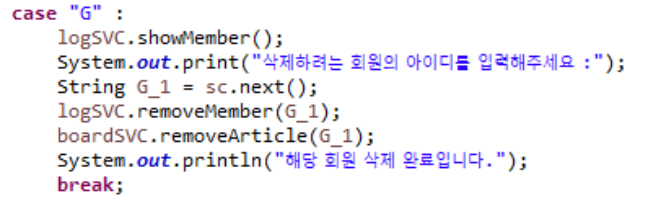 case "G" :
logSVC.showMember();
System.out.print("삭제하려는 회원의 아이디를 입력해주세요 :");
String G_1 = sc.next();
logSVC.removeMember(G_1);
boardSVC.removeArticle(G_1);
System.out.println("해당 회원 삭제 완료입니다.");
break;